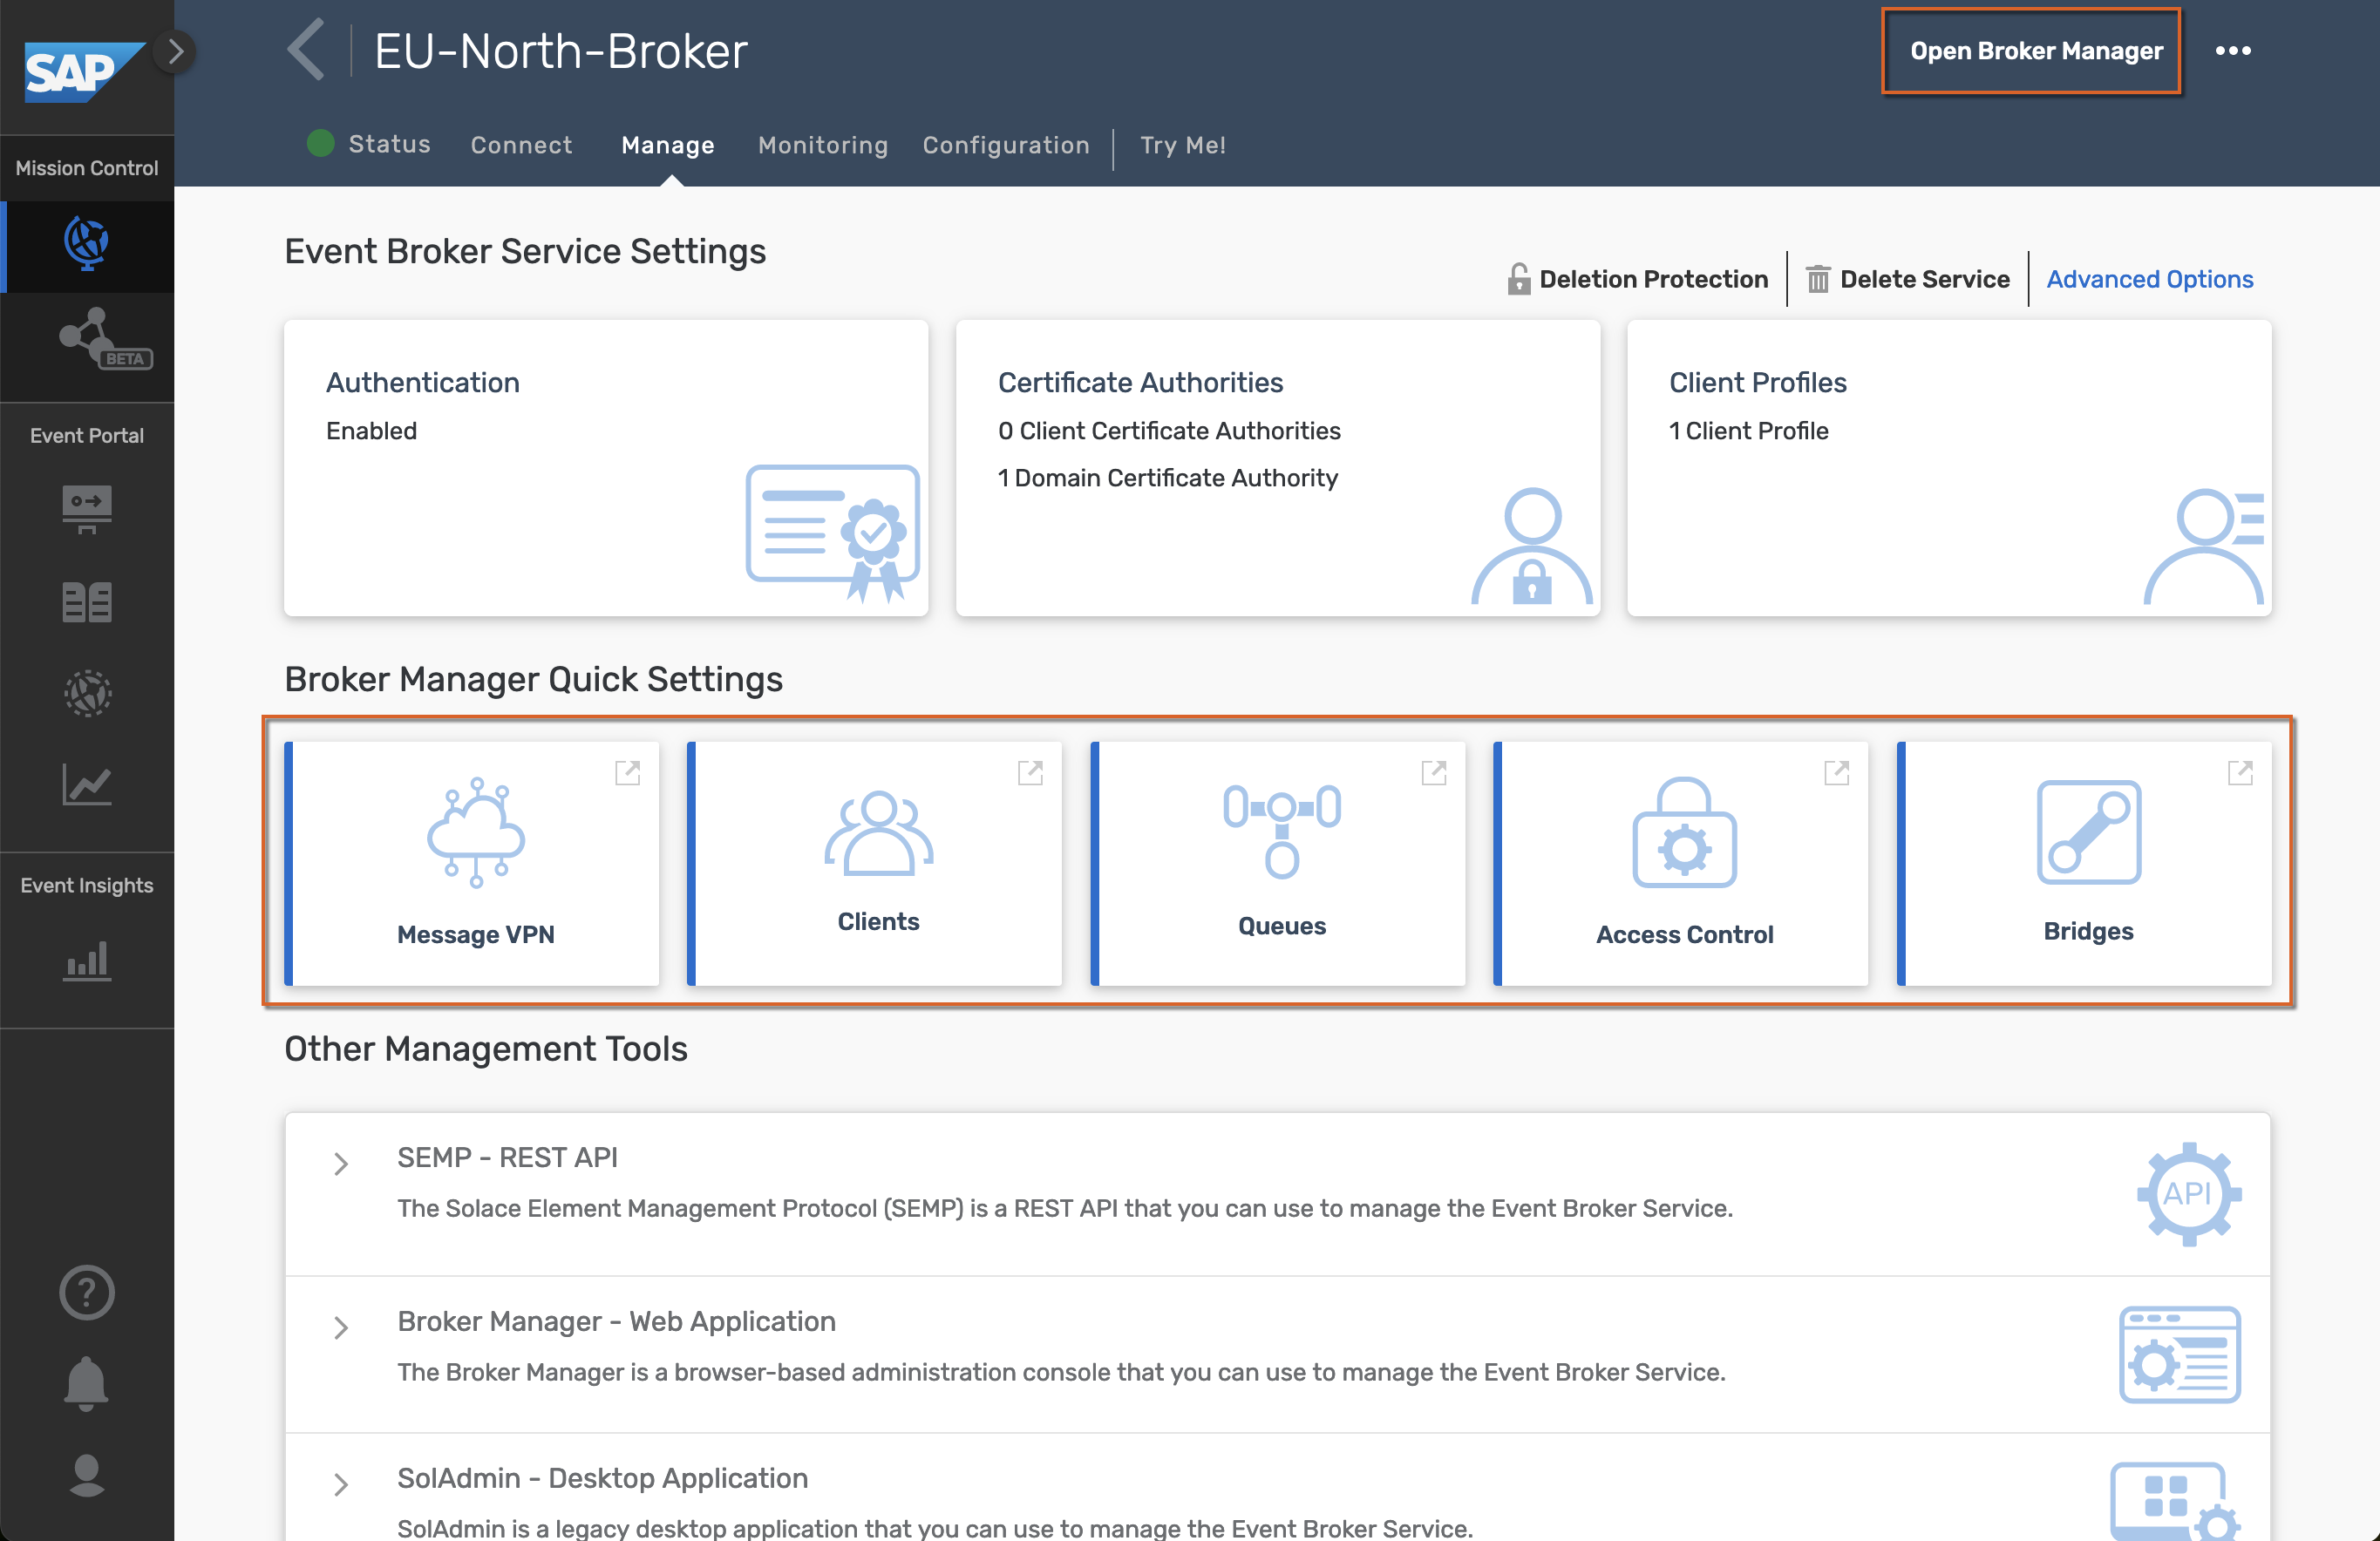 SAP
EU-North-Broker
Open Broker Manager
Status Connect Manage Monitoring Configuration Try Me!
Mission Control
BETA
Event Portal
Event Insights
Event Broker Service Settings
Deletion Protection Delete Service Advanced Options
Authentication
Enabled
Certificate Authorities
0 Client Certificate Authorities
1 Domain Certificate Authority
Client Profiles
1 Client Profile
Broker Manager Quick Settings
Message VPN
Clients
Queues
Access Control
Bridges
Other Management Tools
SEMP - REST API
The Solace Element Management Protocol (SEMP) is a REST API that you can use to manage the Event Broker Service.
API
Broker Manager - Web Application
The Broker Manager is a browser-based administration console that you can use to manage the Event Broker Service.
SolAdmin - Desktop Application
SolAdmin is a legacy desktop application that you can use to manage the Event Broker Service.